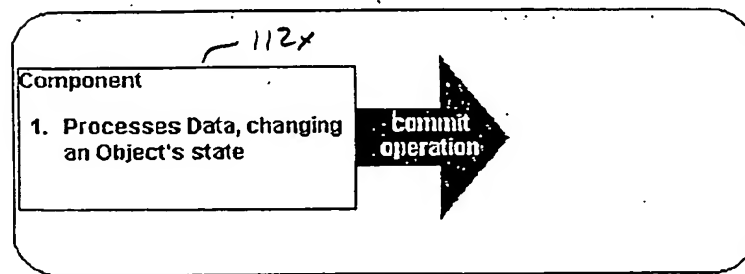 112x
Component
1. Processes Data, changing
an Object's state
commit
operation